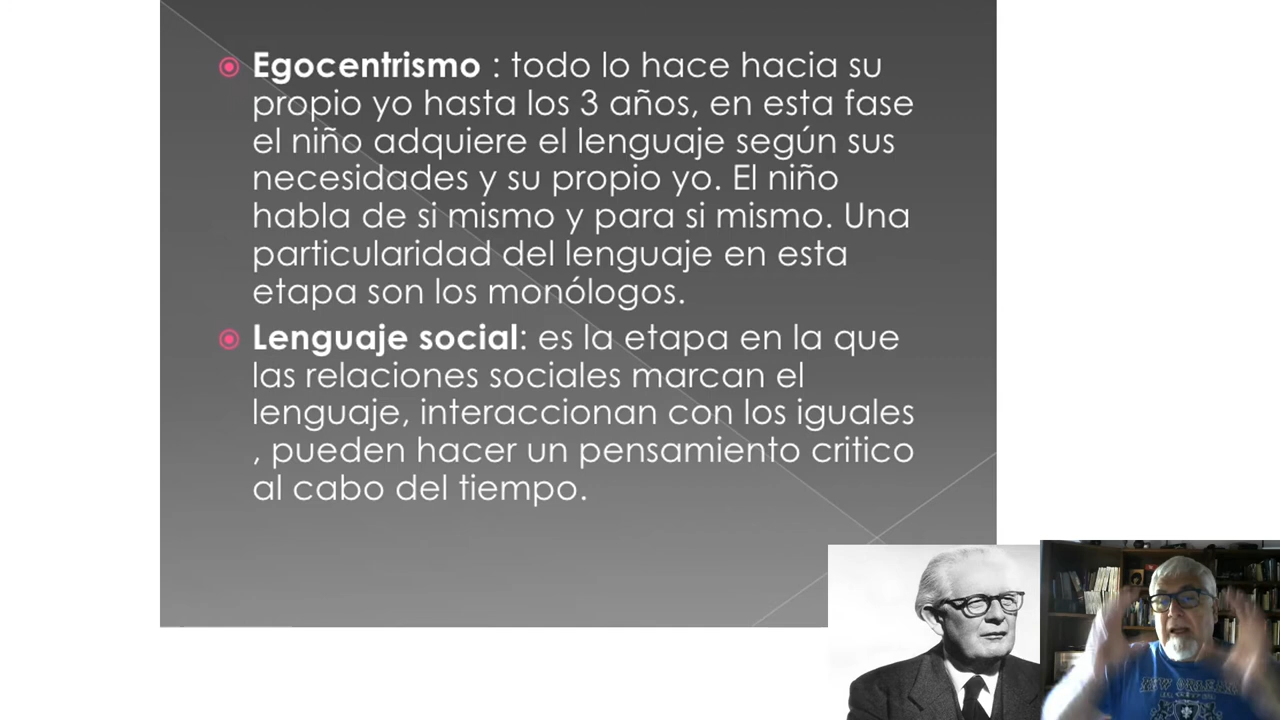 Egocentrismo : todo lo hace hacia su
propio yo hasta los 3 años, en esta fase
el niño adquiere el lenguaje según sus
necesidades y su propio yo. El niño
habla de si mismo y para si mismo. Una
particularidad del lenguaje en esta
etapa son los monólogos.
Lenguaje social: es la etapa en la que
las relaciones sociales marcan el
lenguaje, interaccionan con los iguales
, pueden hacer un pensamiento critico
al cabo del tiempo.
NEW ORLEANS